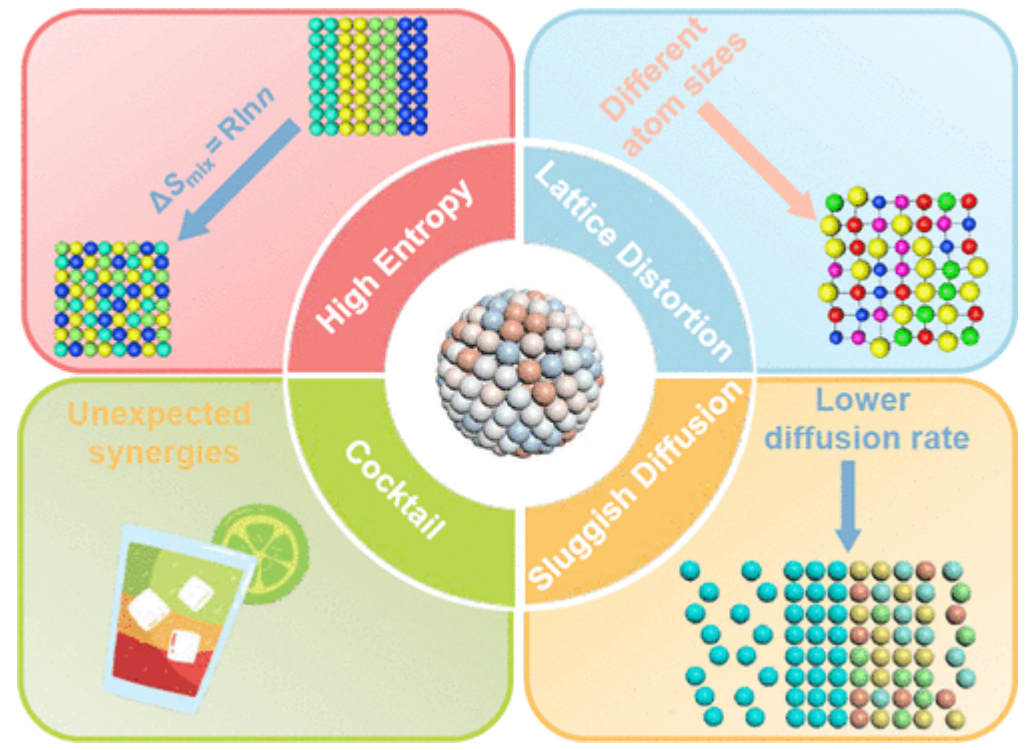 ΔSmix = Rlnn
High Entropy
Different
atom sizes
Lattice Distortion
Unexpected
synergies
Cocktail
Lower
diffusion rate
Sluggish Diffusion